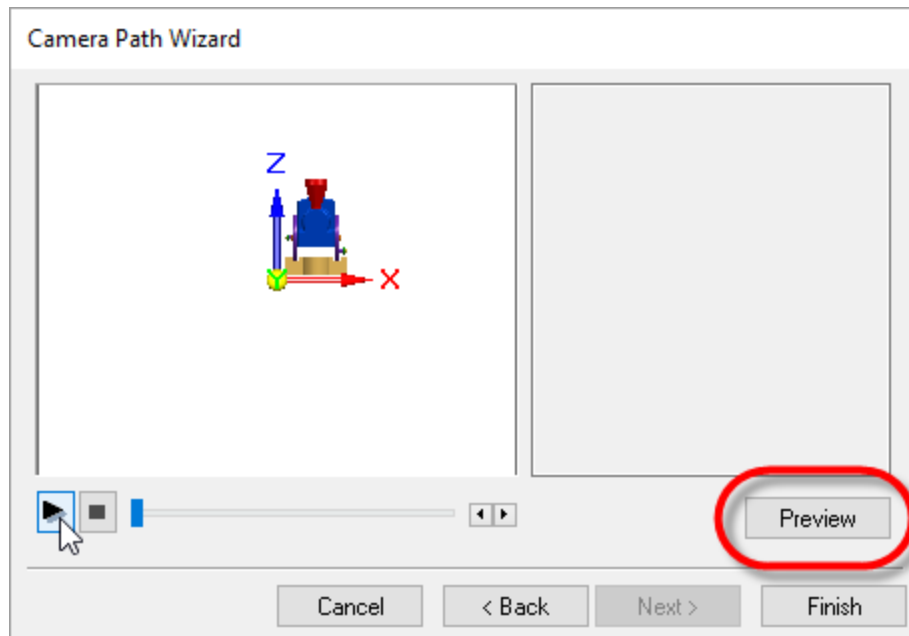 Camera Path Wizard
Z
Y
X
Preview
Cancel
< Back
Next >
Finish